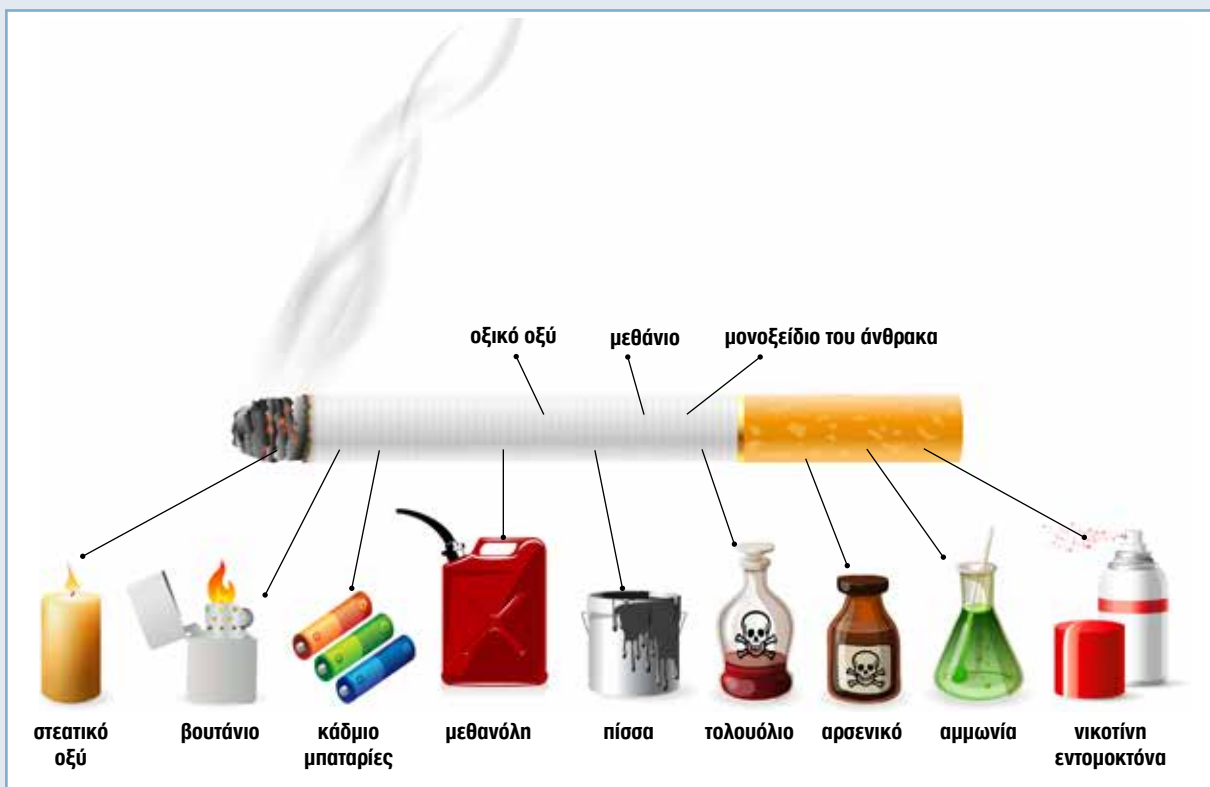 οξικό οξύ
μεθάνιο
μονοξείδιο του άνθρακα
στεατικό
οξύ
βουτάνιο
κάδμιο
μπαταρίες
μεθανόλη
πίσσα
τολουόλιο
αρσενικό
αμμωνία
νικοτίνη
εντομοκτόνα